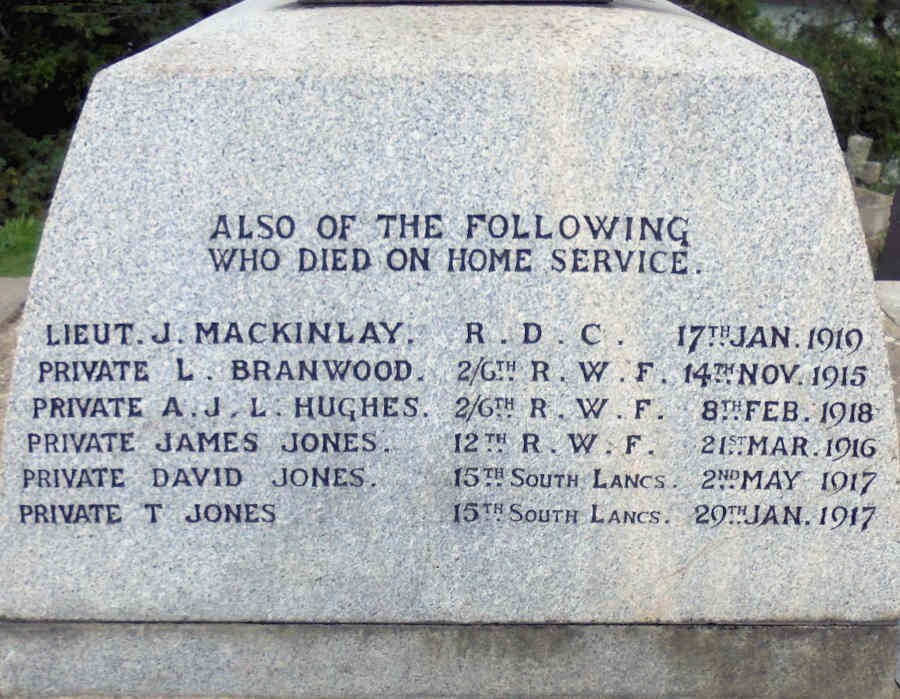 ALSO OF THE FOLLOWING
WHO DIED ON HOME SERVICE.
LIEUT. J. MACKINLAY. R. D. C. 17TH JAN. 1919
PRIVATE L. BRANWOOD. 2/6TH R. W. F. 14TH NOV. 1915
PRIVATE A. J. L. HUGHES. 2/6TH R. W. F. 8TH FEB. 1918
PRIVATE JAMES JONES. 12TH R. W. F. 21ST MAR. 1916
PRIVATE DAVID JONES. 15TH SOUTH LANCS. 2ND MAY 1917
PRIVATE T JONES 15TH SOUTH LANCS. 29TH JAN. 1917